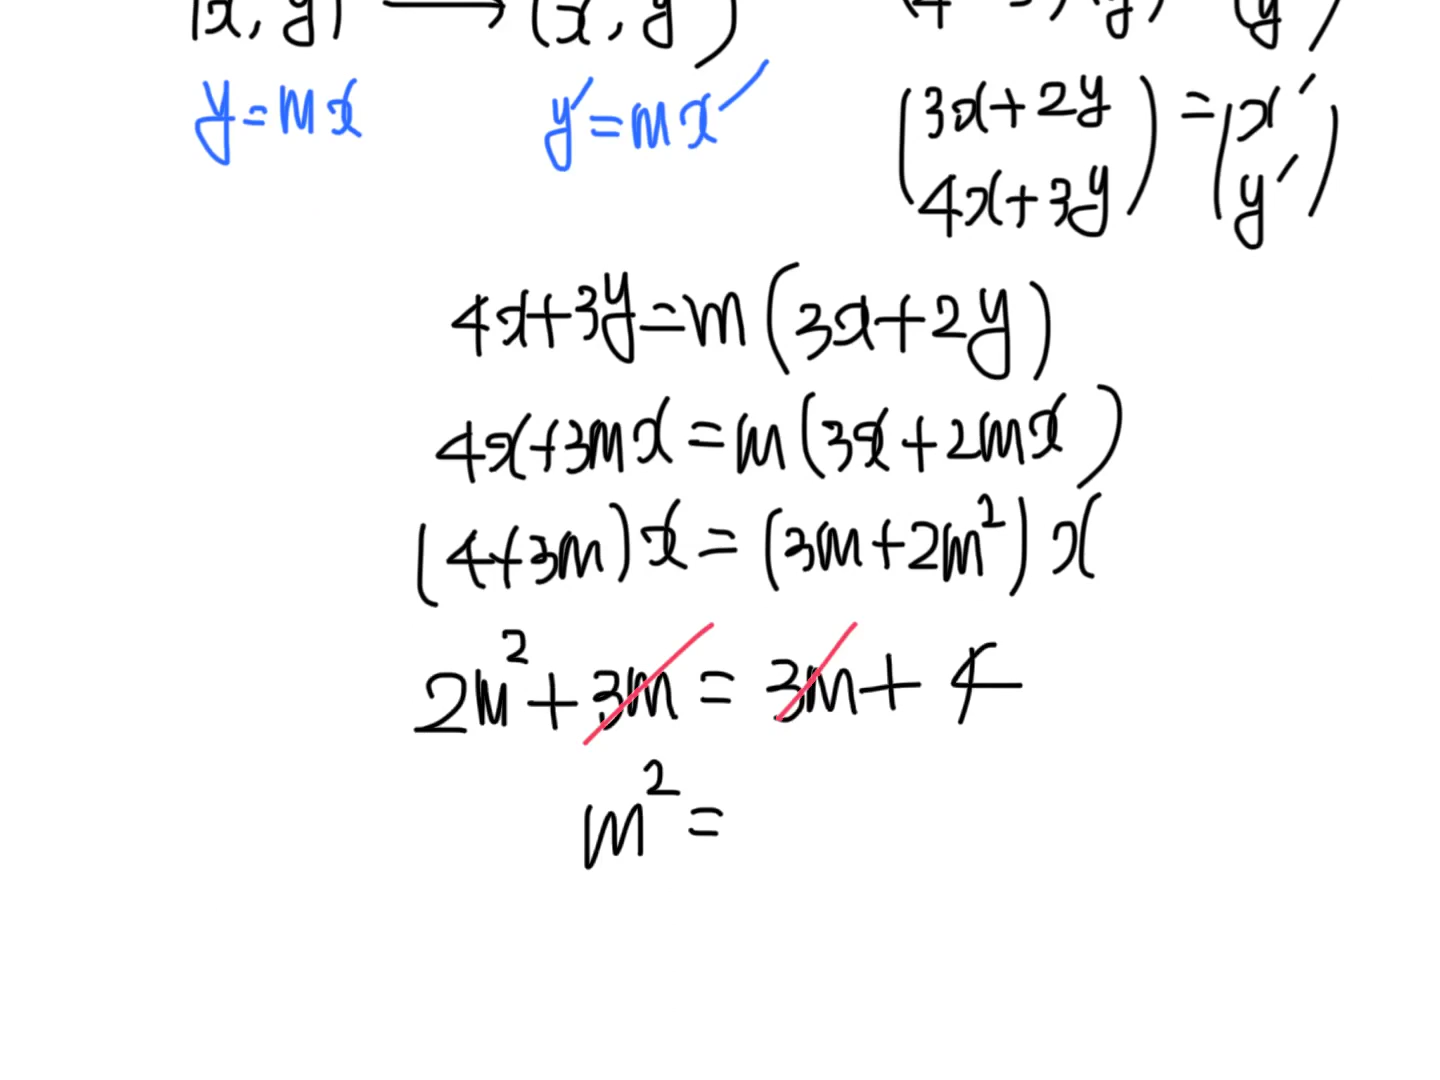 (x, y) ⟶ (x′, y′)
y=mx
y′=mx′
(3x+2y
4x+3y) = (x′
y′)
4x+3y=m(3x+2y)
4x+3mx=m(3x+2mx)
(4+3m)x=(3m+2m²)x
2m²+3m=3m+4
m²=